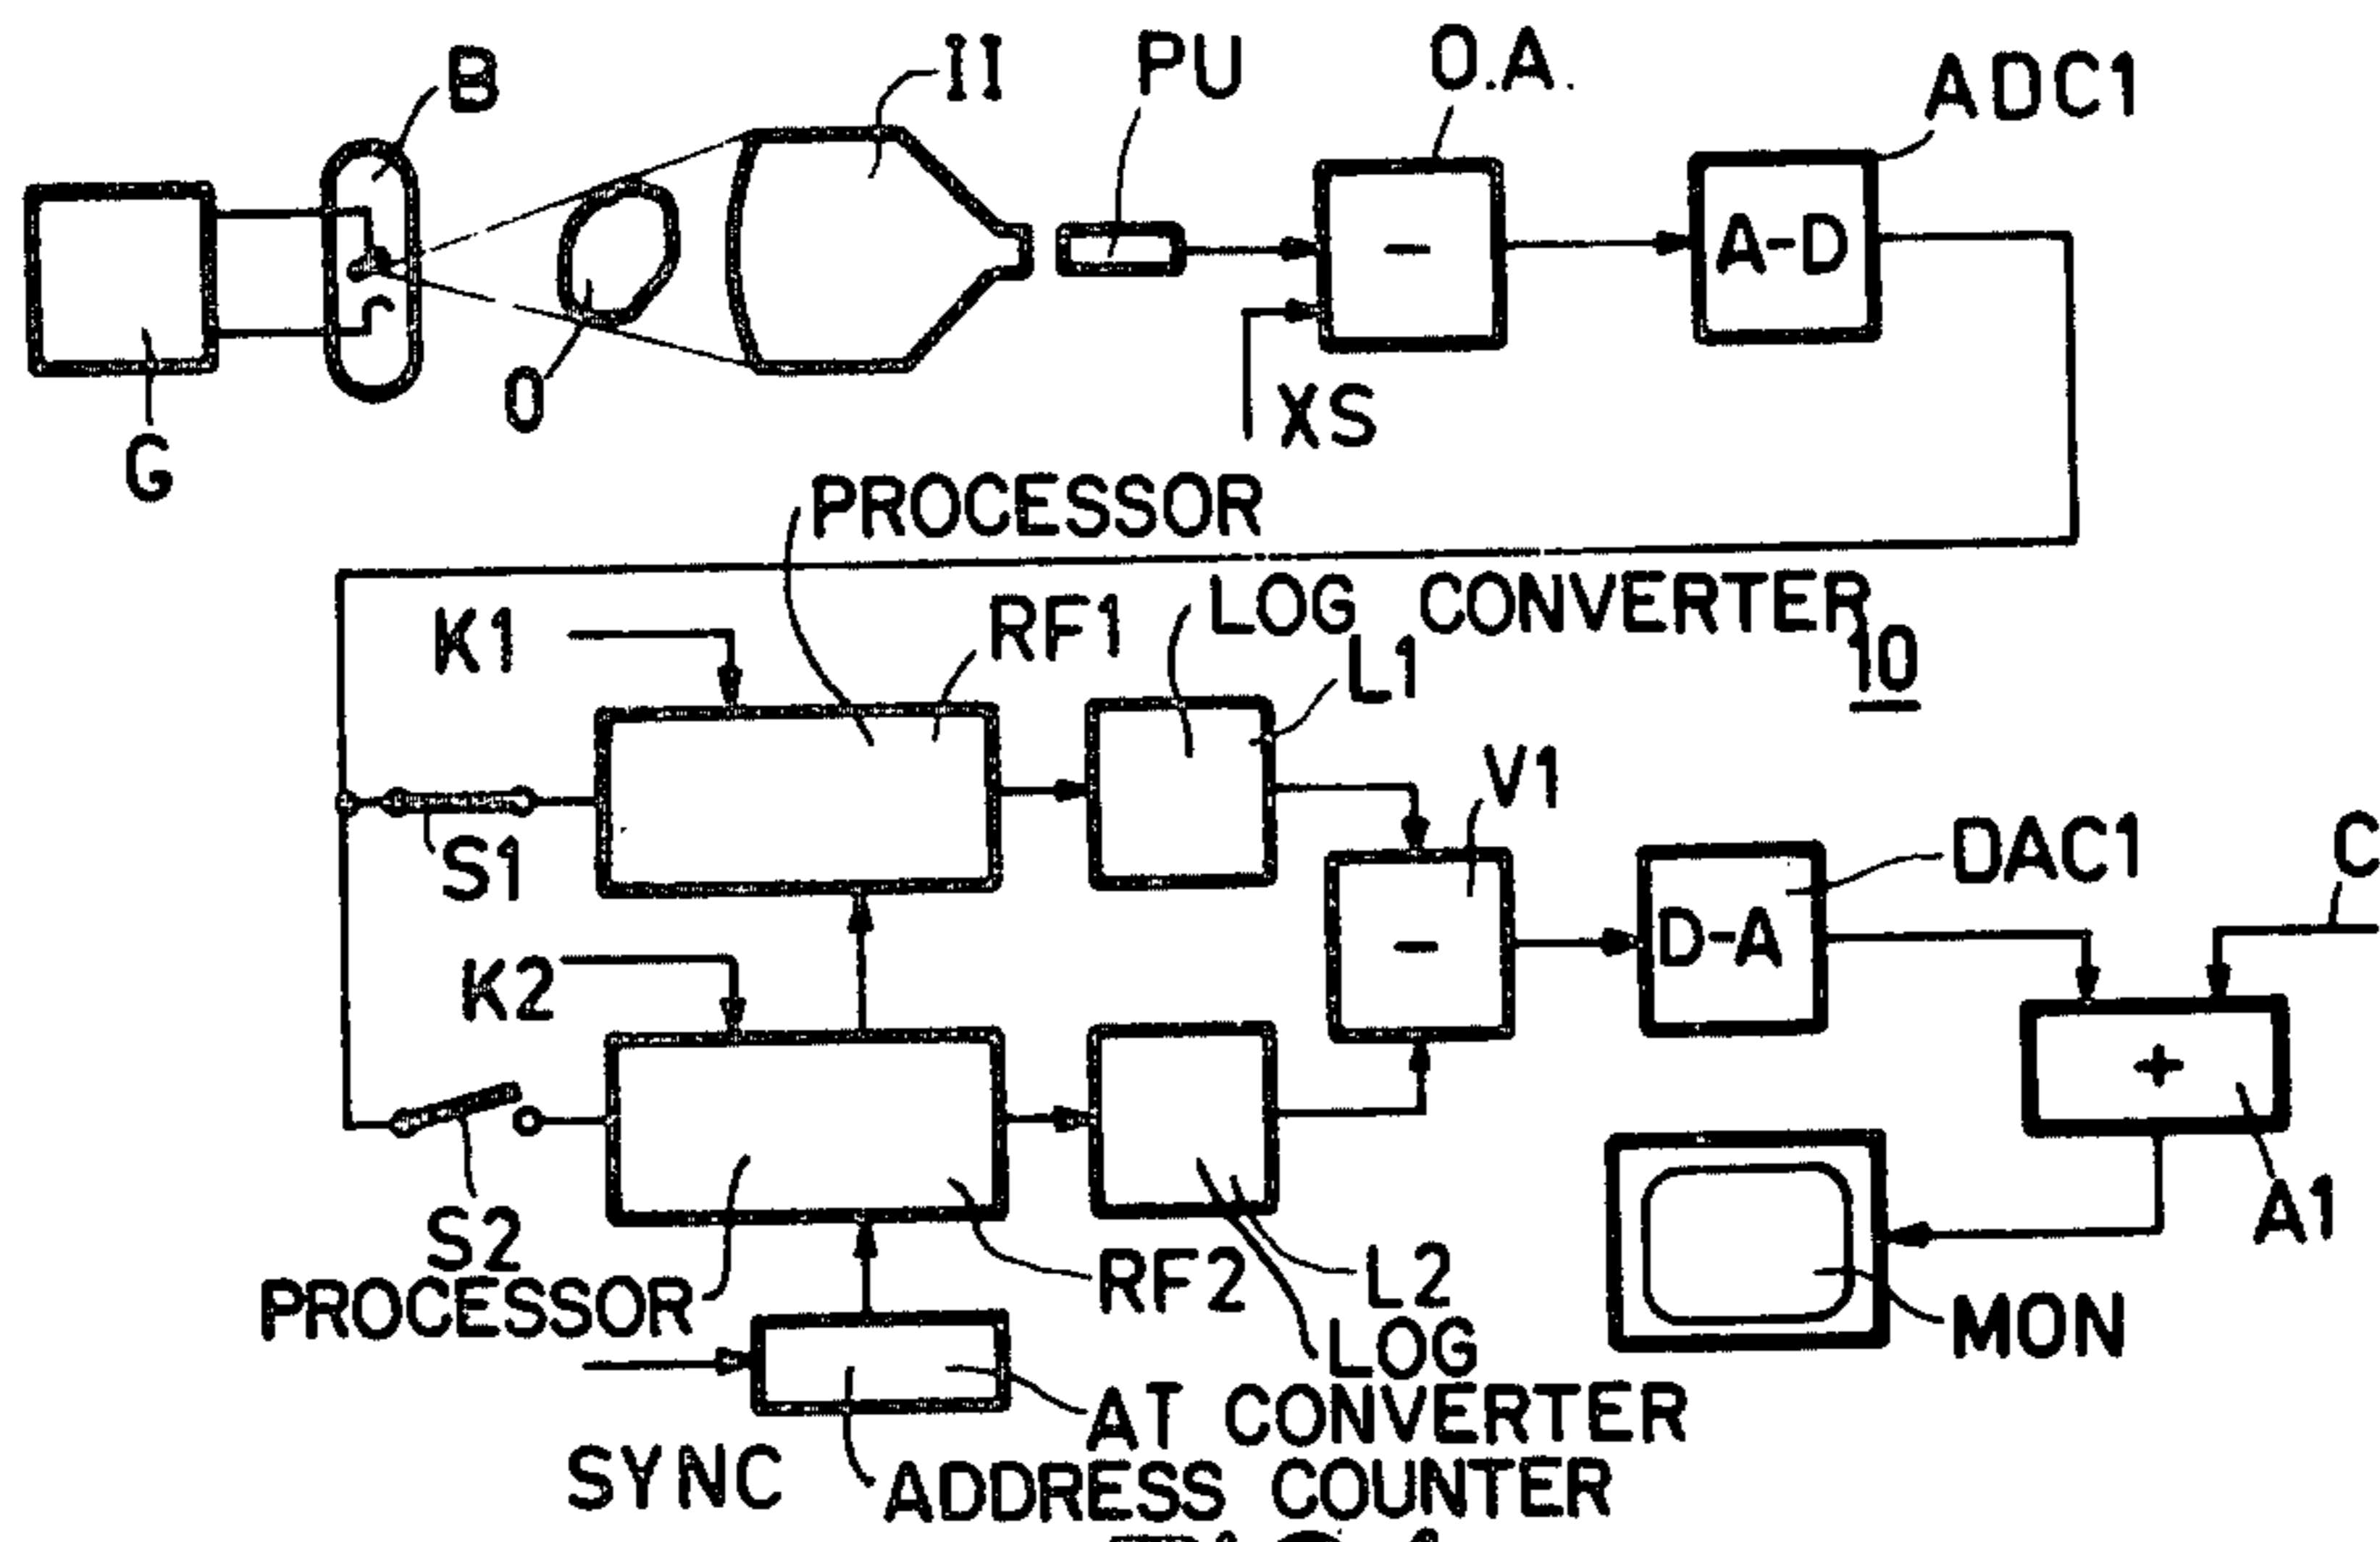 B
II
PU
O.A.
ADC1
A-D
-
O
XS
G
PROCESSOR
LOG CONVERTER
K1
RF1
L1
10
V1
S1
DAC1
C
K2
-
D-A
+
S2
RF2
L2
A1
PROCESSOR
LOG
MON
AT CONVERTER
SYNC
ADDRESS COUNTER